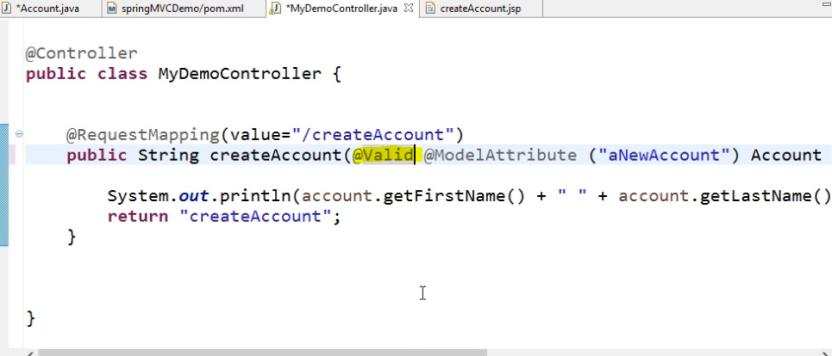 *Account.java springMVCDemo/pom.xml *MyDemoController.java createAccount.jsp
@Controller
public class MyDemoController {
@RequestMapping(value="/createAccount")
public String createAccount(@Valid @ModelAttribute ("aNewAccount") Account
System.out.println(account.getFirstName() + " " + account.getLastName()
return "createAccount";
}
}